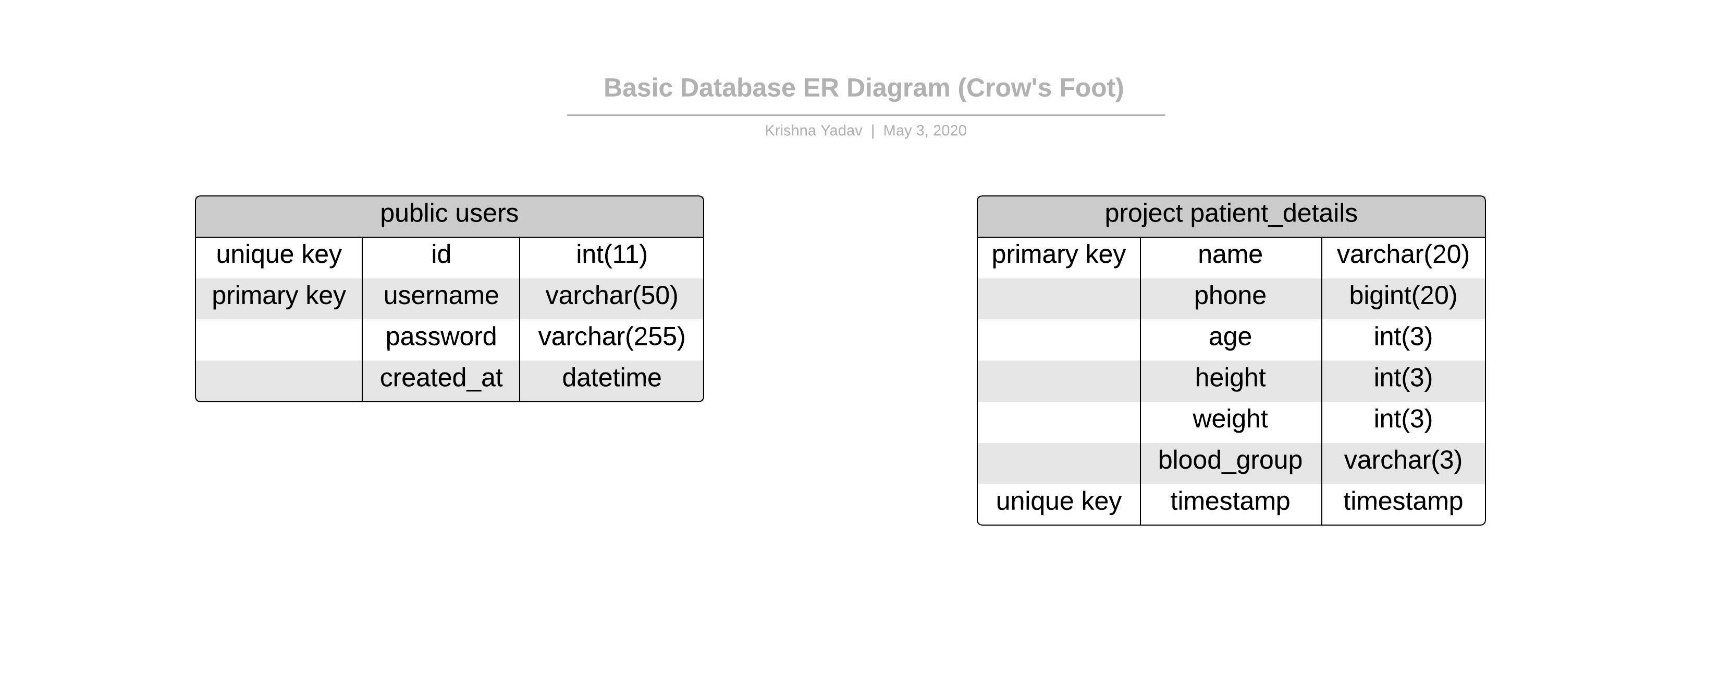 Basic Database ER Diagram (Crow's Foot)
Krishna Yadav | May 3, 2020
public users
unique key id int(11)
primary key username varchar(50)
password varchar(255)
created_at datetime
project patient_details
primary key name varchar(20)
phone bigint(20)
age int(3)
height int(3)
weight int(3)
blood_group varchar(3)
unique key timestamp timestamp